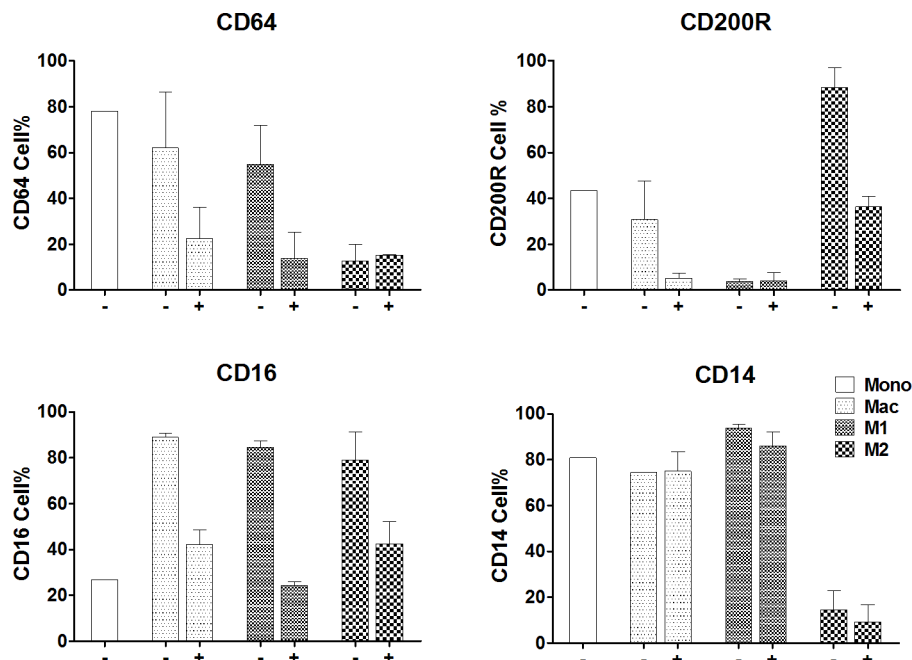 CD64
CD64 Cell%
100
80
60
40
20
0
- - + - + - +
CD200R
CD200R Cell %
100
80
60
40
20
0
- - + - + - +
CD16
CD16 Cell%
100
80
60
40
20
0
- - + - + - +
CD14
CD14 Cell%
100
80
60
40
20
0
- - + - + - +
Mono
Mac
M1
M2